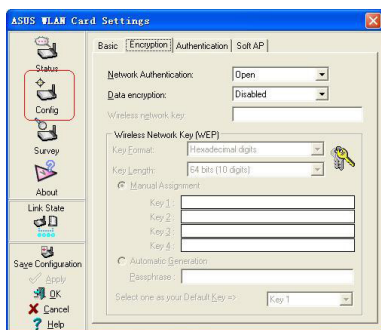 ASUS WLAN Card Settings
Status
Config
Survey
About
Link State
Save Configuration
Apply
OK
Cancel
Help
Basic Encryption Authentication Soft AP
Network Authentication: Open
Data encryption: Disabled
Wireless network key:
Wireless Network Key (WEP)
Key Format: Hexadecimal digits
Key Length: 64 bits (10 digits)
Manual Assignment
Key 1 :
Key 2 :
Key 3 :
Key 4 :
Automatic Generation
Passphrase :
Select one as your Default Key => Key 1